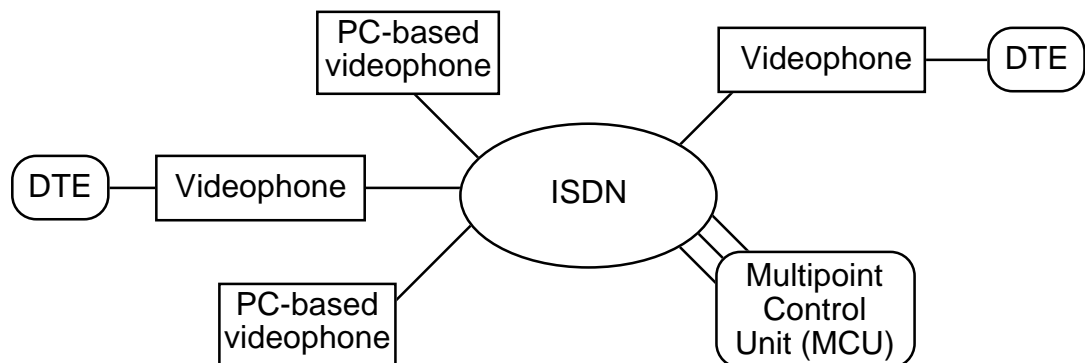 PC-based
videophone
Videophone
DTE
DTE
Videophone
ISDN
PC-based
videophone
Multipoint
Control
Unit (MCU)